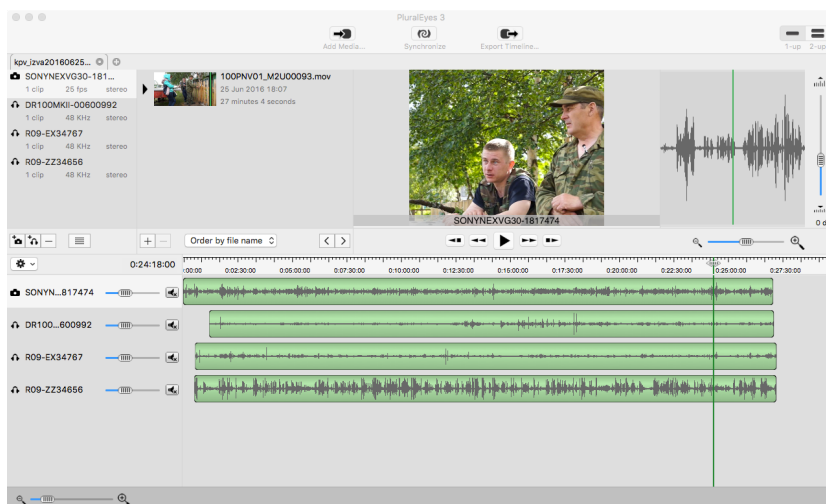 PluralEyes 3
Add Media...
Synchronize
Export Timeline...
1-up
2-up
kpv_izva20160625...
SONYNEXVG30-181...
1 clip 25 fps stereo
DR100MKII-00600992
1 clip 48 KHz stereo
R09-EX34767
1 clip 48 KHz stereo
R09-ZZ34656
1 clip 48 KHz stereo
100PNV01_M2U00093.mov
25 Jun 2016 18:07
27 minutes 4 seconds
SONYNEXVG30-1817474
0 d
Order by file name
0:24:18:00
:00:00 0:02:30:00 0:05:00:00 0:07:30:00 0:10:00:00 0:12:30:00 0:15:00:00 0:17:30:00 0:20:00:00 0:22:30:00 0:25:00:00 0:27:30:00
SONYN...817474
DR100...600992
R09-EX34767
R09-ZZ34656